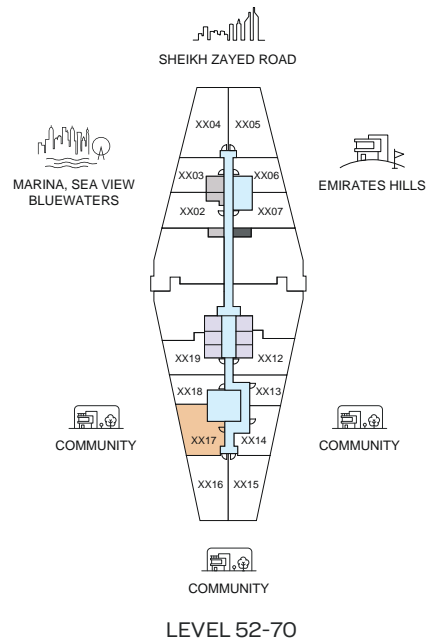 SHEIKH ZAYED ROAD
XX04
XX05
MARINA, SEA VIEW
BLUEWATERS
EMIRATES HILLS
XX03
XX06
XX02
XX07
XX19
XX12
XX18
XX13
COMMUNITY
COMMUNITY
XX17
XX14
XX16
XX15
COMMUNITY
LEVEL 52-70